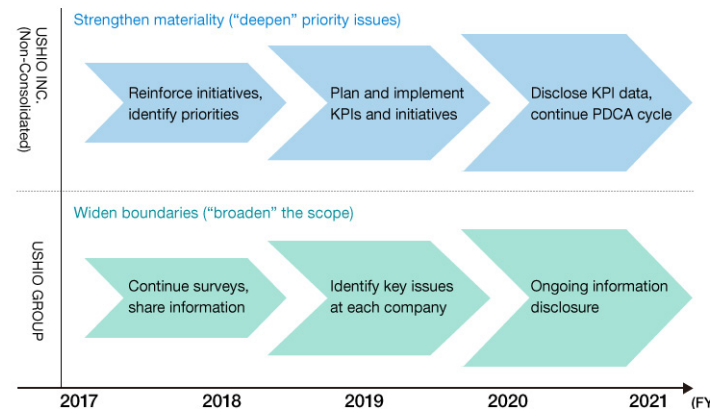 USHIO INC.
(Non-Consolidated)
Strengthen materiality (“deepen” priority issues)
Reinforce initiatives,
identify priorities
Plan and implement
KPIs and initiatives
Disclose KPI data,
continue PDCA cycle
USHIO GROUP
Widen boundaries (“broaden” the scope)
Continue surveys,
share information
Identify key issues
at each company
Ongoing information
disclosure
2017 2018 2019 2020 2021 (FY